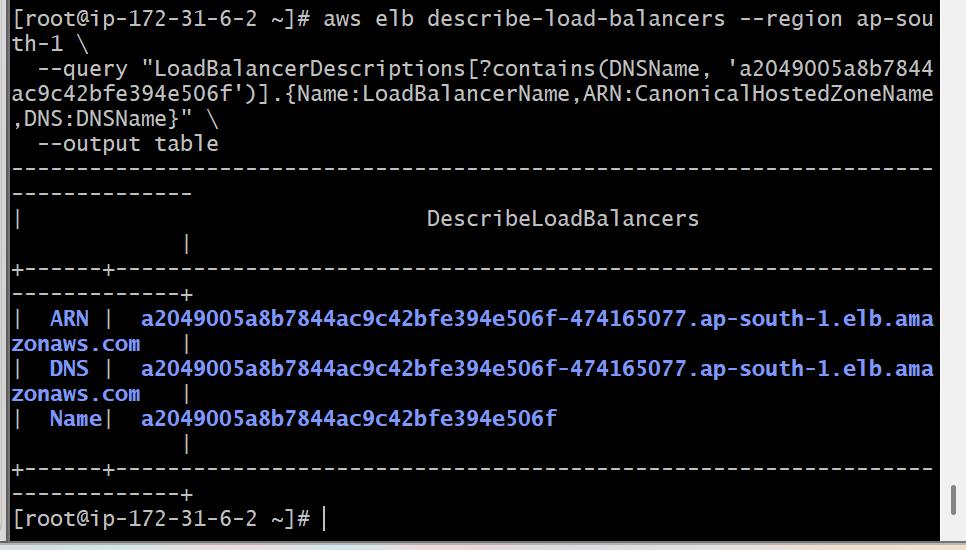 [root@ip-172-31-6-2 ~]# aws elb describe-load-balancers --region ap-sou
th-1 \
  --query "LoadBalancerDescriptions[?contains(DNSName, 'a2049005a8b7844
ac9c42bfe394e506f')].{Name:LoadBalancerName,ARN:CanonicalHostedZoneName
,DNS:DNSName}" \
  --output table
-----------------------------------------------------------------------
--------------
|                               DescribeLoadBalancers
             |
+------+---------------------------------------------------------------
-------------+
|  ARN |  a2049005a8b7844ac9c42bfe394e506f-474165077.ap-south-1.elb.ama
zonaws.com   |
|  DNS |  a2049005a8b7844ac9c42bfe394e506f-474165077.ap-south-1.elb.ama
zonaws.com   |
|  Name|  a2049005a8b7844ac9c42bfe394e506f
             |
+------+---------------------------------------------------------------
-------------+
[root@ip-172-31-6-2 ~]#